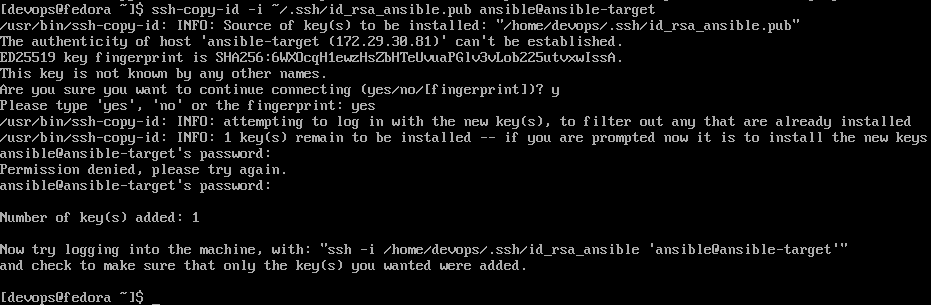 [devops@fedora ~]$ ssh-copy-id -i ~/.ssh/id_rsa_ansible.pub ansible@ansible-target
/usr/bin/ssh-copy-id: INFO: Source of key(s) to be installed: "/home/devops/.ssh/id_rsa_ansible.pub"
The authenticity of host 'ansible-target (172.29.30.81)' can't be established.
ED25519 key fingerprint is SHA256:6WXOcqH1ewzHsZbHTeUvuaPGlv3vLob225utvxwIssA.
This key is not known by any other names.
Are you sure you want to continue connecting (yes/no/[fingerprint])? y
Please type 'yes', 'no' or the fingerprint: yes
/usr/bin/ssh-copy-id: INFO: attempting to log in with the new key(s), to filter out any that are already installed
/usr/bin/ssh-copy-id: INFO: 1 key(s) remain to be installed -- if you are prompted now it is to install the new keys
ansible@ansible-target's password:
Permission denied, please try again.
ansible@ansible-target's password:
Number of key(s) added: 1
Now try logging into the machine, with: "ssh -i /home/devops/.ssh/id_rsa_ansible 'ansible@ansible-target'"
and check to make sure that only the key(s) you wanted were added.
[devops@fedora ~]$ _